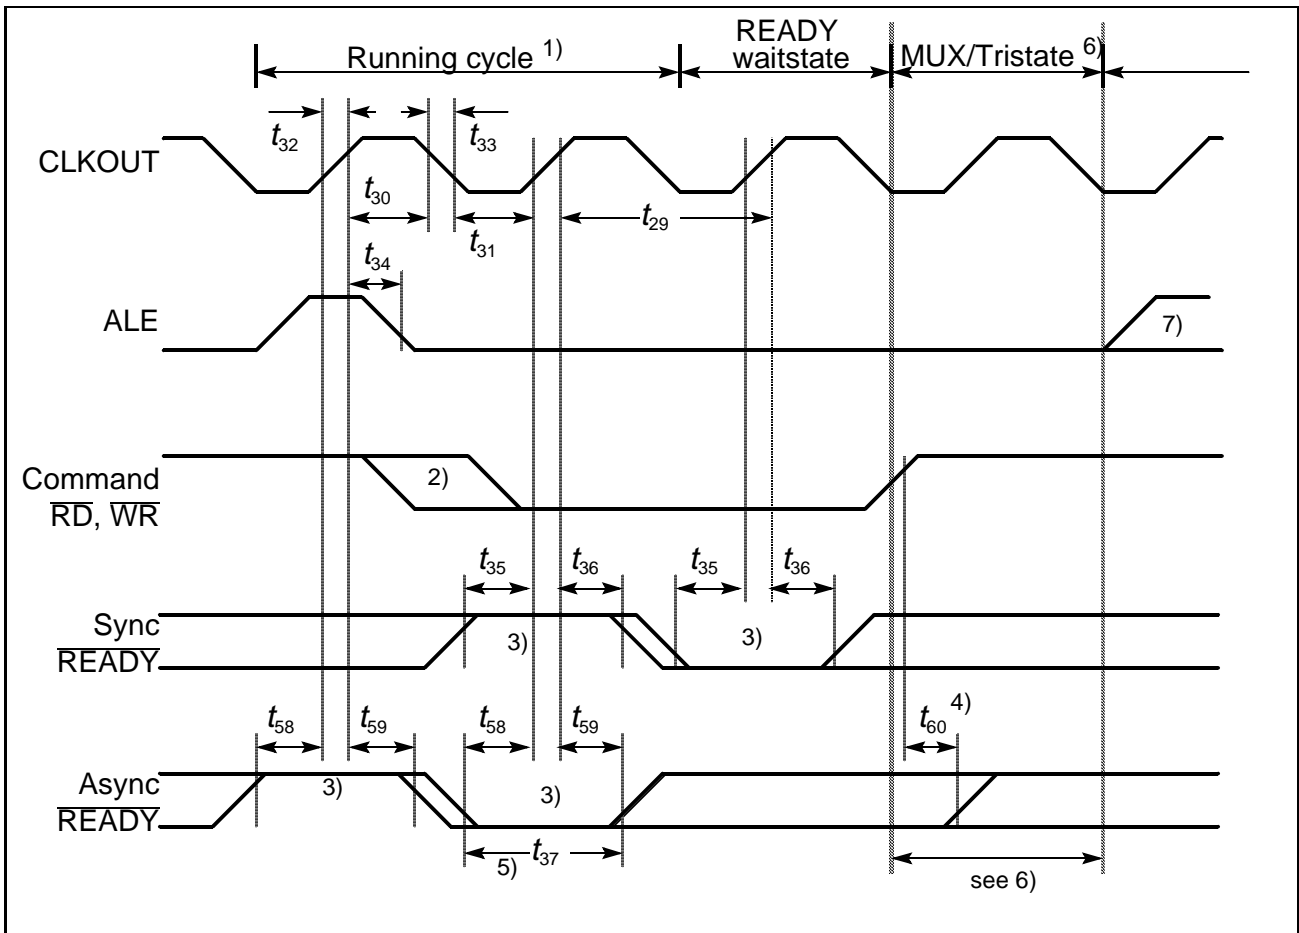 READY
Running cycle 1) waitstate MUX/Tristate 6)
t32 t33
CLKOUT
t30 t29
t31
t34
ALE 7)
Command 2)
RD, WR
t35 t36 t35 t36
Sync 3) 3)
READY
t58 t59 t58 t59 t60 4)
Async 3) 3)
READY
5) t37
see 6)